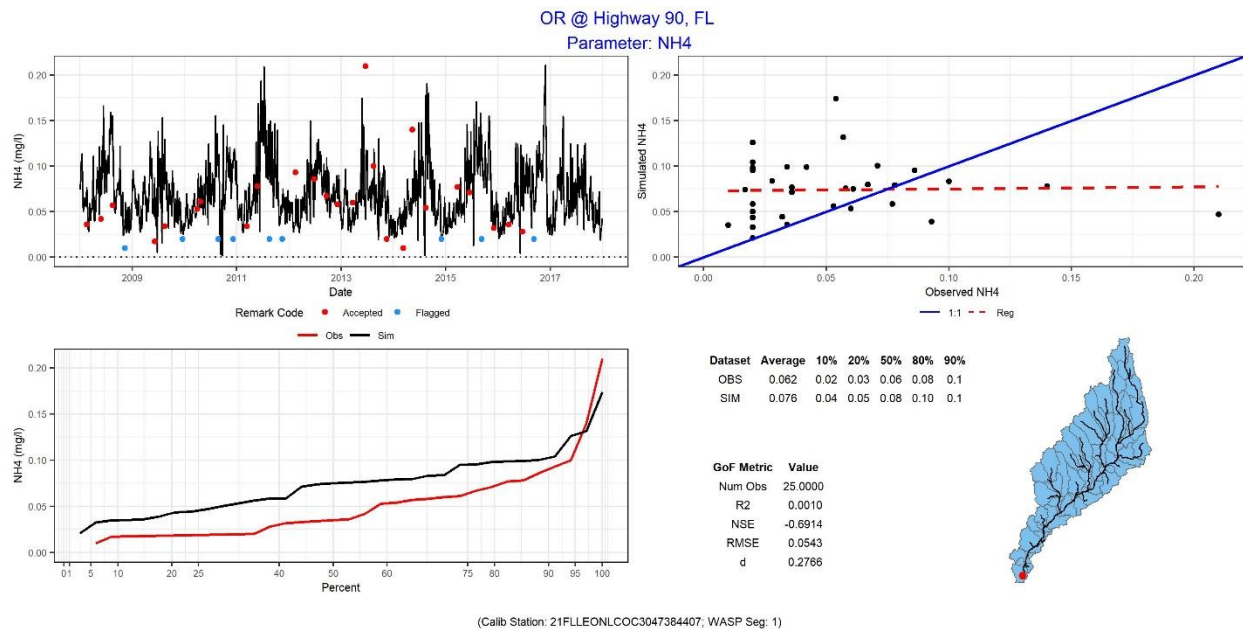 OR @ Highway 90, FL
Parameter: NH4
0.20
0.15
0.10
0.05
0.00
NH4 (mg/l)
2009
2011
2013
2015
2017
Date
Remark Code
Accepted
Flagged
0.20
0.15
0.10
0.05
0.00
Simulated NH4
0.00
0.05
0.10
0.15
0.20
Observed NH4
1:1
Reg
Obs
Sim
0.20
0.15
0.10
0.05
0.00
NH4 (mg/l)
0 1 5 10 20 25 40 50 60 75 80 90 95 100
Percent
Dataset Average 10% 20% 50% 80% 90%
OBS 0.062 0.02 0.03 0.06 0.08 0.1
SIM 0.076 0.04 0.05 0.08 0.10 0.1
GoF Metric Value
Num Obs 25.0000
R2 0.0010
NSE -0.6914
RMSE 0.0543
d 0.2766
(Calib Station: 21FLLEONLCOC3047384407; WASP Seg: 1)